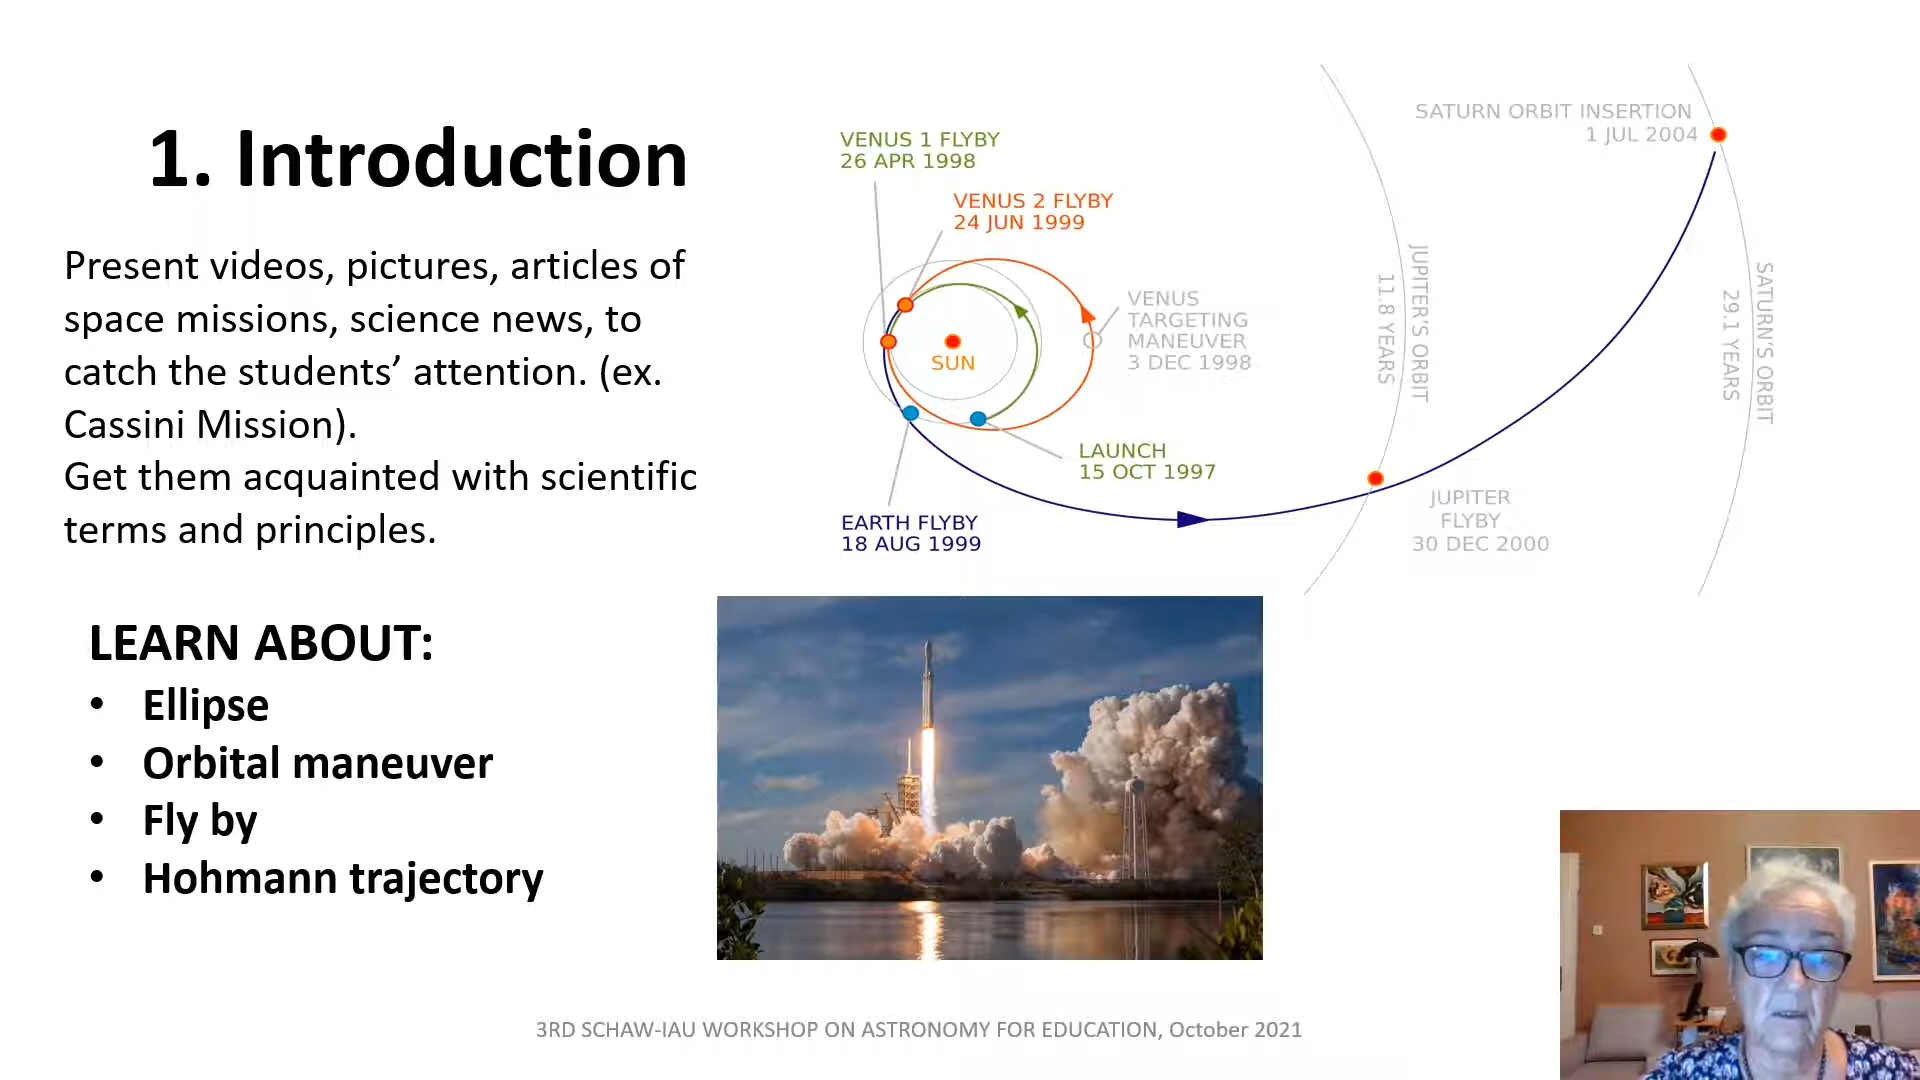 1. Introduction
Present videos, pictures, articles of
space missions, science news, to
catch the students’ attention. (ex.
Cassini Mission).
Get them acquainted with scientific
terms and principles.
LEARN ABOUT:
• Ellipse
• Orbital maneuver
• Fly by
• Hohmann trajectory
VENUS 1 FLYBY
26 APR 1998
VENUS 2 FLYBY
24 JUN 1999
SUN
VENUS
TARGETING
MANEUVER
3 DEC 1998
LAUNCH
15 OCT 1997
EARTH FLYBY
18 AUG 1999
SATURN ORBIT INSERTION
1 JUL 2004
JUPITER'S ORBIT
11.8 YEARS
SATURN'S ORBIT
29.1 YEARS
JUPITER
FLYBY
30 DEC 2000
3RD SCHAW-IAU WORKSHOP ON ASTRONOMY FOR EDUCATION, October 2021